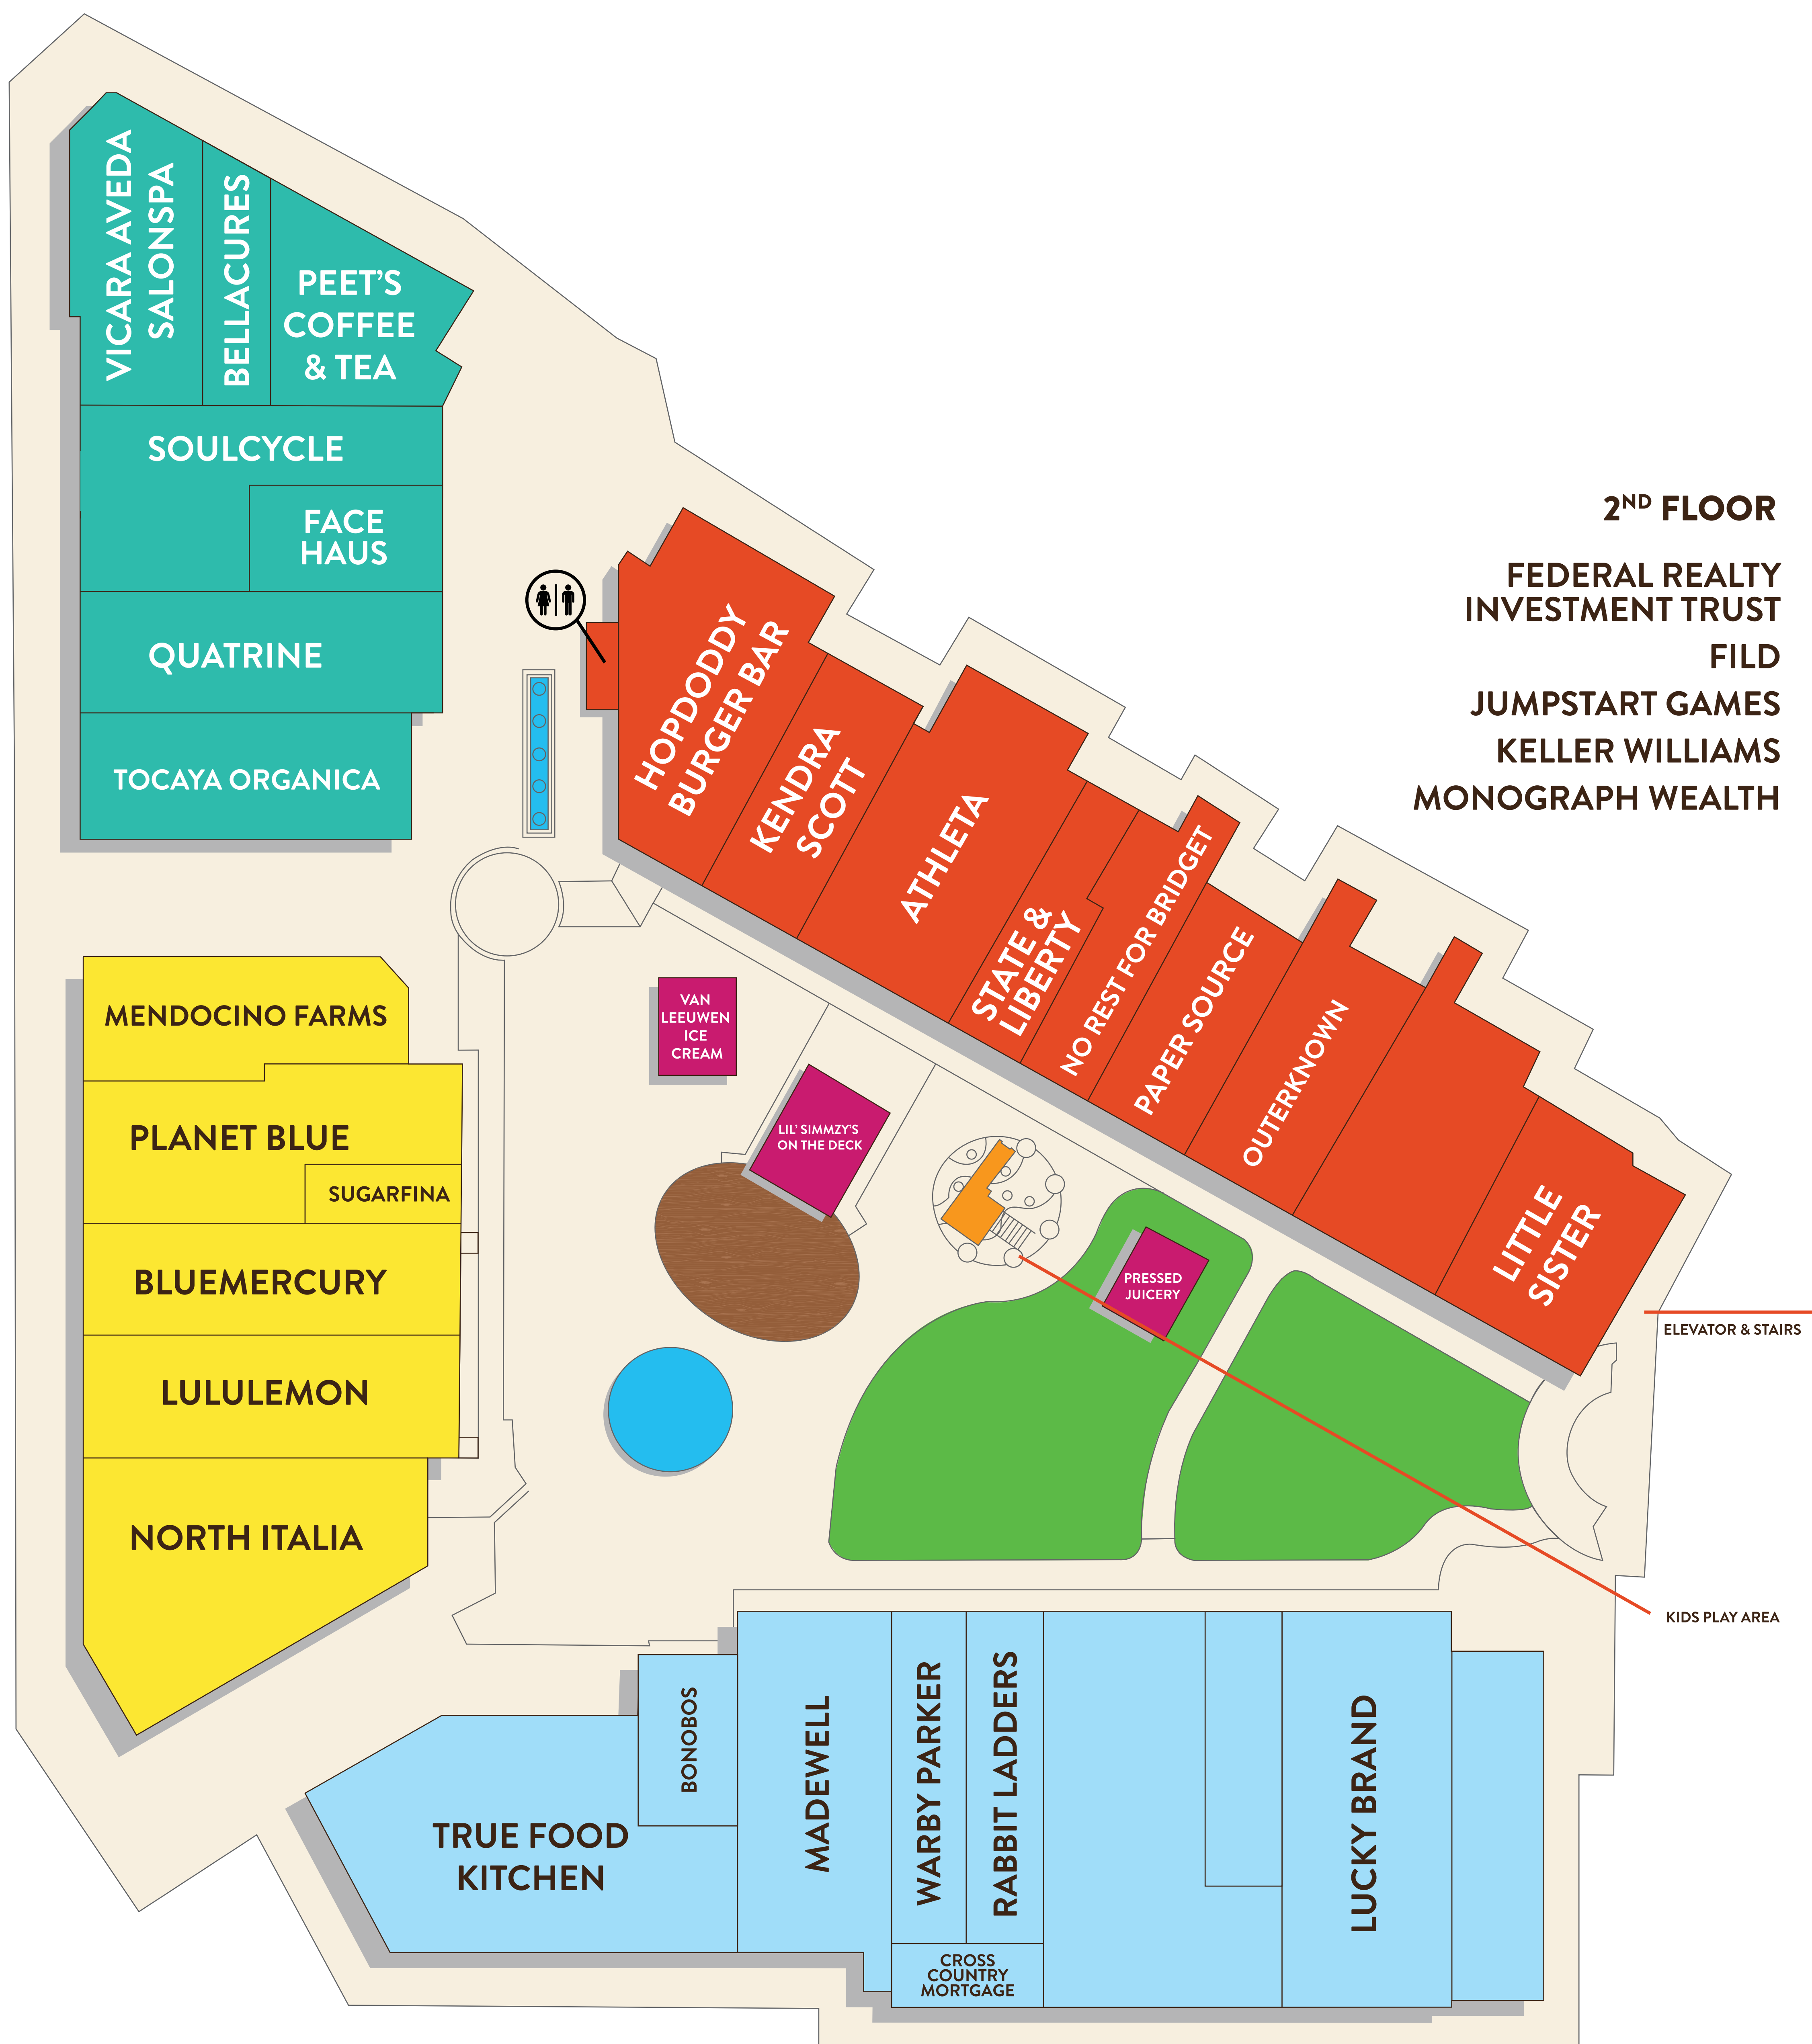 VICARA AVEDA
SALONSPA
BELLACURES
PEET'S
COFFEE
& TEA
SOULCYCLE
FACE
HAUS
QUATRINE
TOCAYA ORGANICA
2ND FLOOR
FEDERAL REALTY
INVESTMENT TRUST
FILD
JUMPSTART GAMES
KELLER WILLIAMS
MONOGRAPH WEALTH
HOPDODDY
BURGER BAR
KENDRA
SCOTT
ATHLETA
STATE &
LIBERTY
NO REST FOR BRIDGET
PAPER SOURCE
OUTERKNOWN
LITTLE
SISTER
ELEVATOR & STAIRS
MENDOCINO FARMS
PLANET BLUE
SUGARFINA
BLUEMERCURY
LULULEMON
NORTH ITALIA
VAN
LEEUWEN
ICE
CREAM
LIL' SIMMZY'S
ON THE DECK
PRESSED
JUICERY
KIDS PLAY AREA
TRUE FOOD
KITCHEN
BONOBOS
MADEWELL
WARBY PARKER
RABBIT LADDERS
CROSS
COUNTRY
MORTGAGE
LUCKY BRAND